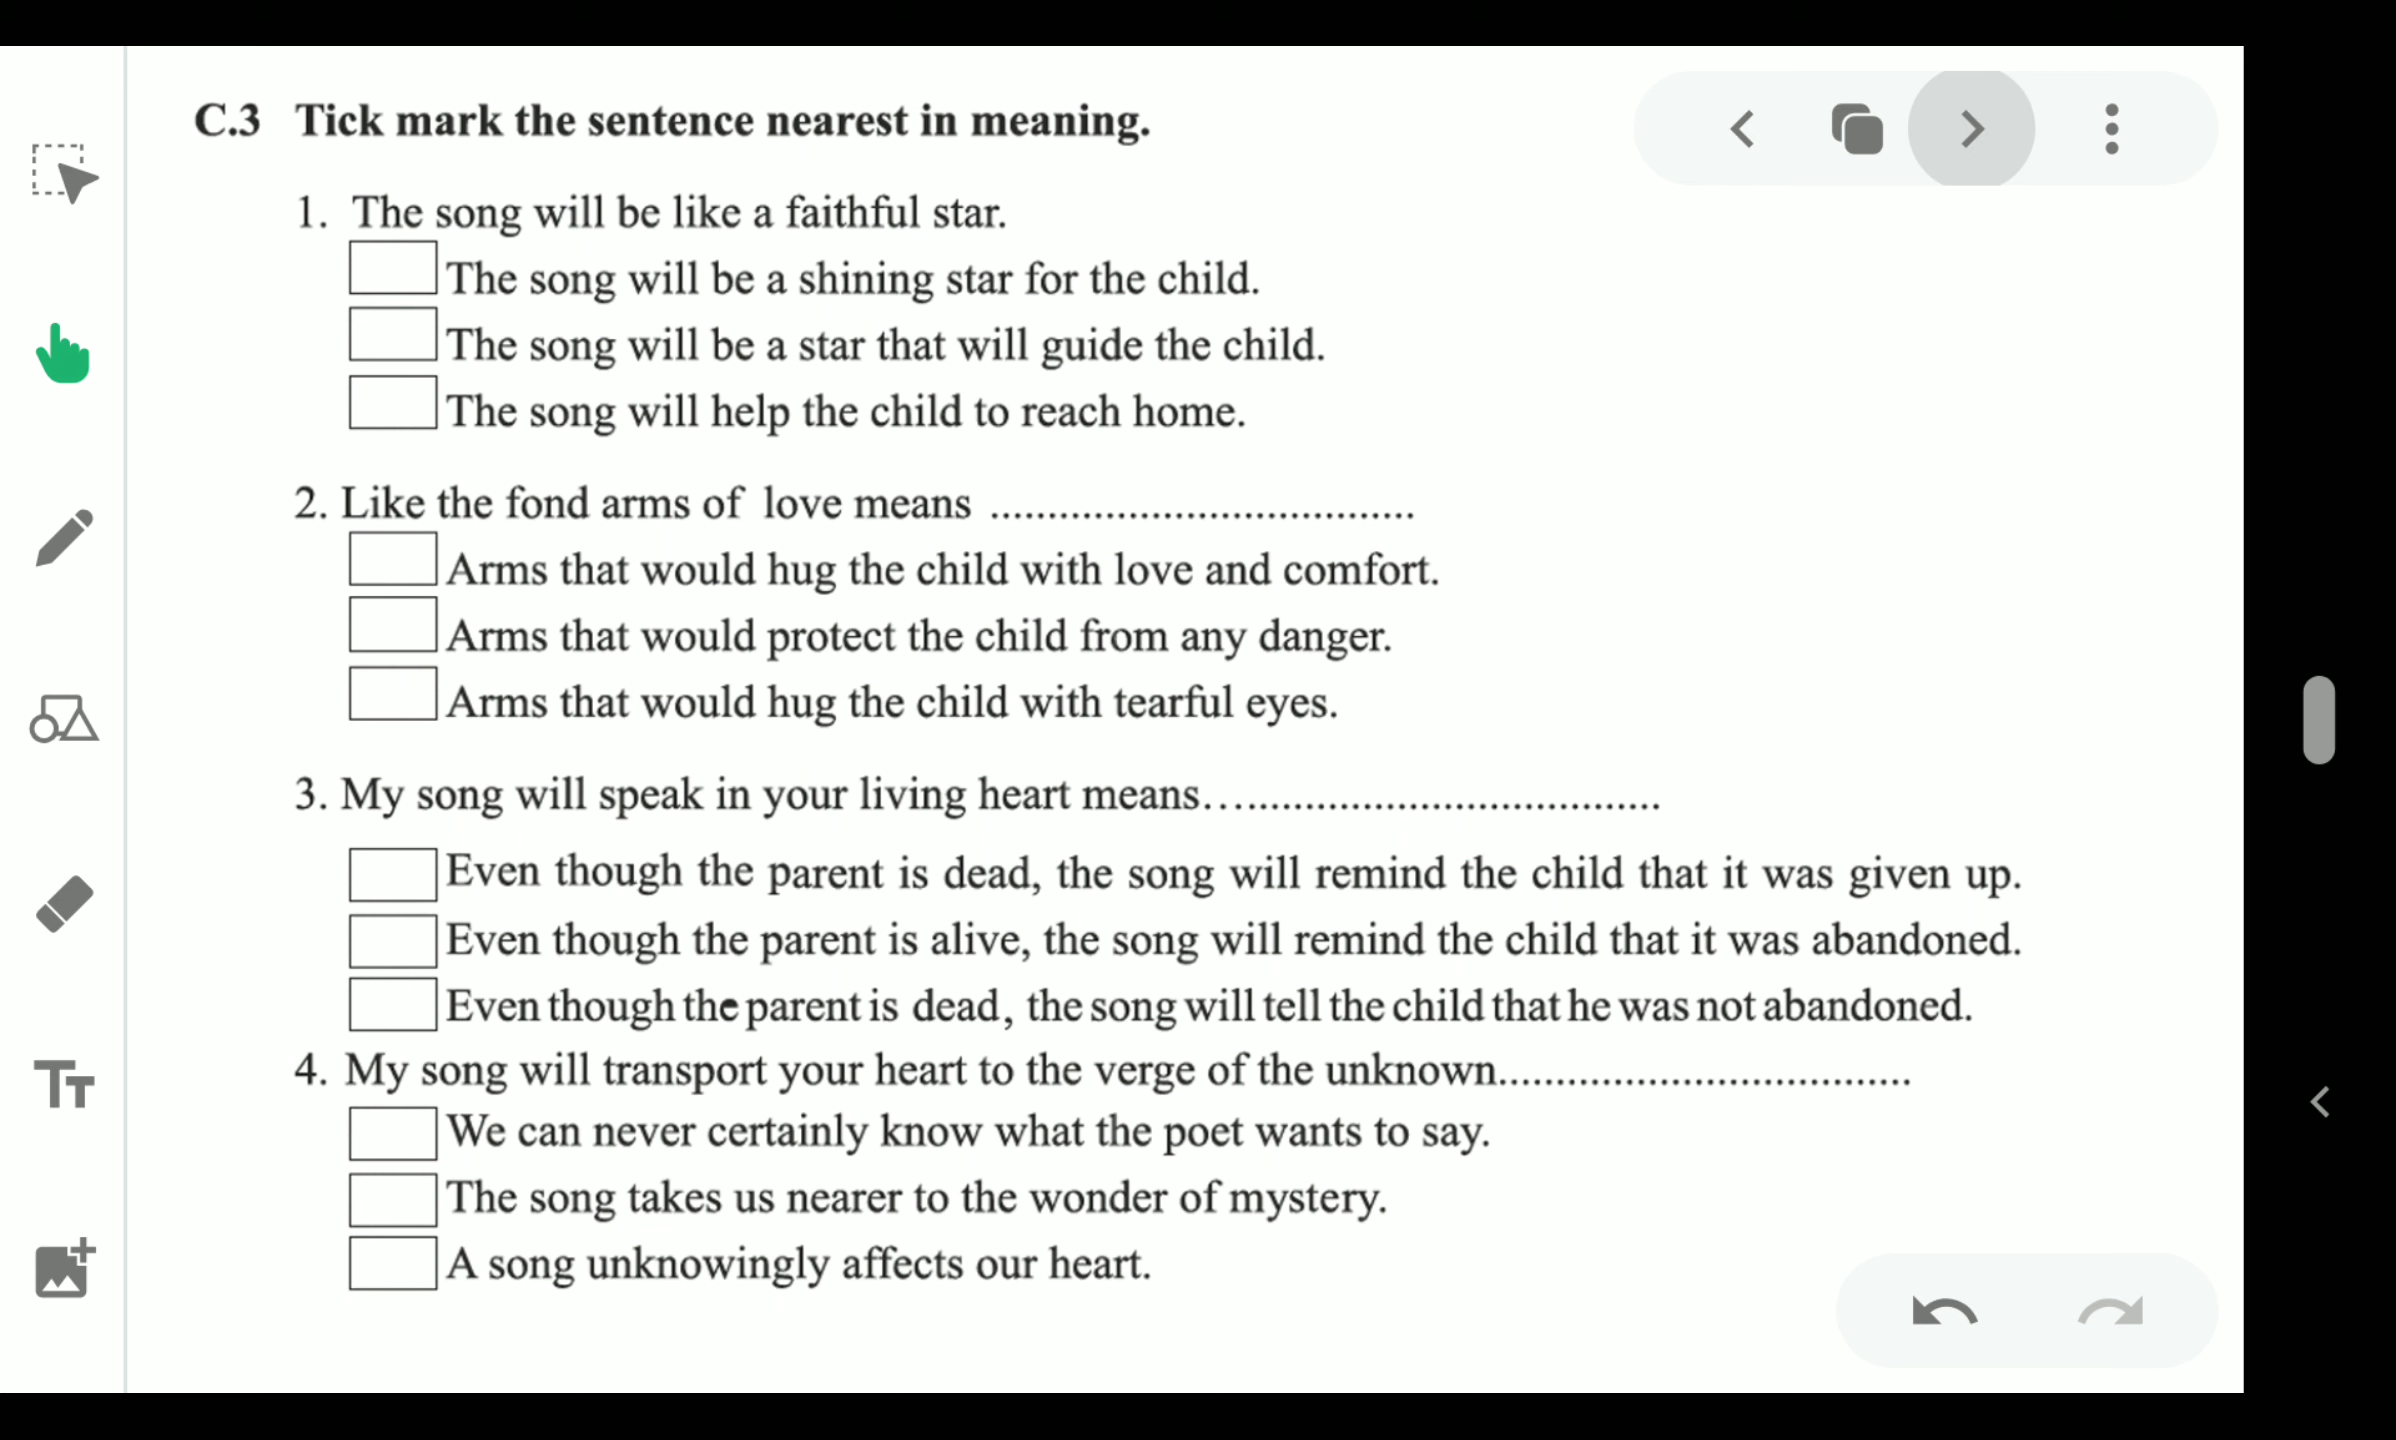 C.3 Tick mark the sentence nearest in meaning.
1. The song will be like a faithful star.
The song will be a shining star for the child.
The song will be a star that will guide the child.
The song will help the child to reach home.
2. Like the fond arms of love means .....................................
Arms that would hug the child with love and comfort.
Arms that would protect the child from any danger.
Arms that would hug the child with tearful eyes.
3. My song will speak in your living heart means.......................................
Even though the parent is dead, the song will remind the child that it was given up.
Even though the parent is alive, the song will remind the child that it was abandoned.
Even though the parent is dead, the song will tell the child that he was not abandoned.
4. My song will transport your heart to the verge of the unknown....................................
We can never certainly know what the poet wants to say.
The song takes us nearer to the wonder of mystery.
A song unknowingly affects our heart.